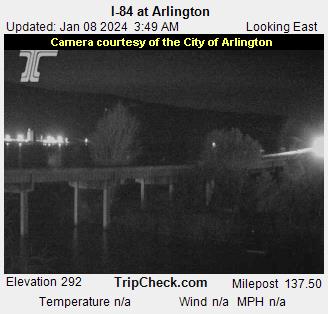 I-84 at Arlington
Updated: Jan 08 2024 3:49 AM Looking East
Camera courtesy of the City of Arlington
Elevation 292 TripCheck.com Milepost 137.50
Temperature n/a Wind n/a MPH n/a